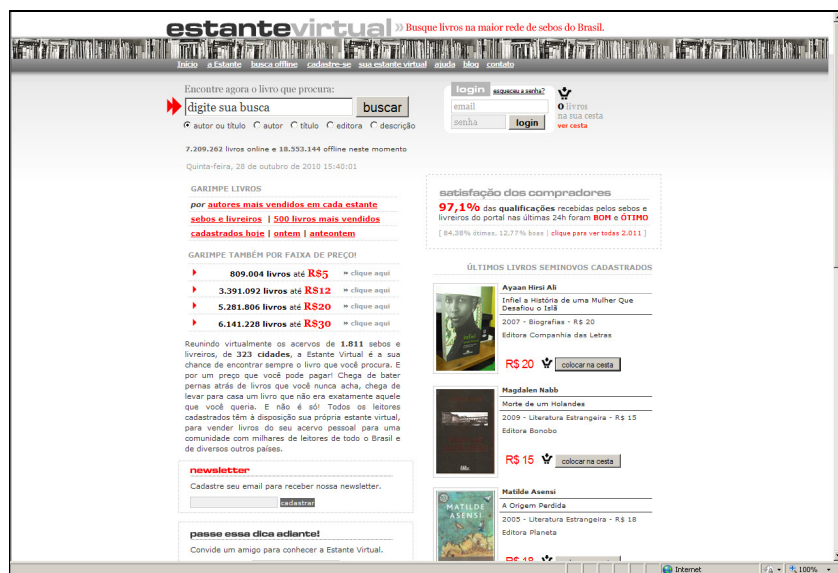 estantevirtual » Busque livros na maior rede de sebos do Brasil.
Início a Estante busca offline cadastre-se sua estante virtual ajuda blog contato
Encontre agora o livro que procura:
digite sua busca buscar
autor ou título autor título editora descrição
7.209.262 livros online e 18.553.144 offline neste momento
Quinta-feira, 28 de outubro de 2010 15:40:01
login esqueceu a senha?
email
senha login
0 livros
na sua cesta
ver cesta
GARIMPE LIVROS
por autores mais vendidos em cada estante
sebos e livreiros | 500 livros mais vendidos
cadastrados hoje | ontem | anteontem
GARIMPE TAMBÉM POR FAIXA DE PREÇO!
809.004 livros até R$5 » clique aqui
3.391.092 livros até R$12 » clique aqui
5.281.806 livros até R$20 » clique aqui
6.141.228 livros até R$30 » clique aqui
Reunindo virtualmente os acervos de 1.811 sebos e
livreiros, de 323 cidades, a Estante Virtual é a sua
chance de encontrar sempre o livro que você procura. E
por um preço que você pode pagar! Chega de bater
pernas atrás de livros que você nunca acha, chega de
levar para casa um livro que não era exatamente aquele
que você queria. E não é só! Todos os leitores
cadastrados têm à disposição sua própria estante virtual,
para vender livros do seu acervo pessoal para uma
comunidade com milhares de leitores de todo o Brasil e
de diversos outros países.
newsletter
Cadastre seu email para receber nossa newsletter.
cadastrar
passe essa dica adiante!
Convide um amigo para conhecer a Estante Virtual.
satisfação dos compradores
97,1% das qualificações recebidas pelos sebos e
livreiros do portal nas últimas 24h foram BOM e ÓTIMO
[ 84.38% ótimas, 12.77% boas | clique para ver todas 2.011 ]
ÚLTIMOS LIVROS SEMINOVOS CADASTRADOS
Ayaan Hirsi Ali
Infiel a História de uma Mulher Que
Desafiou o Islã
2007 - Biografias - R$ 20
Editora Companhia das Letras
R$ 20 colocar na cesta
infiel
Magdalen Nabb
Morte de um Holandes
2009 - Literatura Estrangeira - R$ 15
Editora Bonobo
R$ 15 colocar na cesta
Matilde Asensi
A Origem Perdida
2005 - Literatura Estrangeira - R$ 18
Editora Planeta
R$ 18 colocar na cesta
MATILDE
ASENSI
Internet 100%